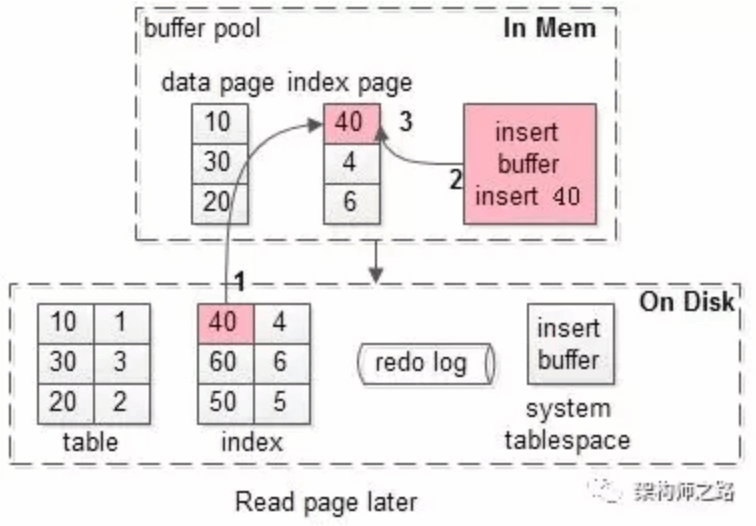 buffer pool
In Mem
data page
index page
10
30
20
40
4
6
3
insert
buffer
insert 40
2
1
On Disk
10 1
30 3
20 2
table
40 4
60 6
50 5
index
redo log
insert
buffer
system
tablespace
Read page later
架构师之路